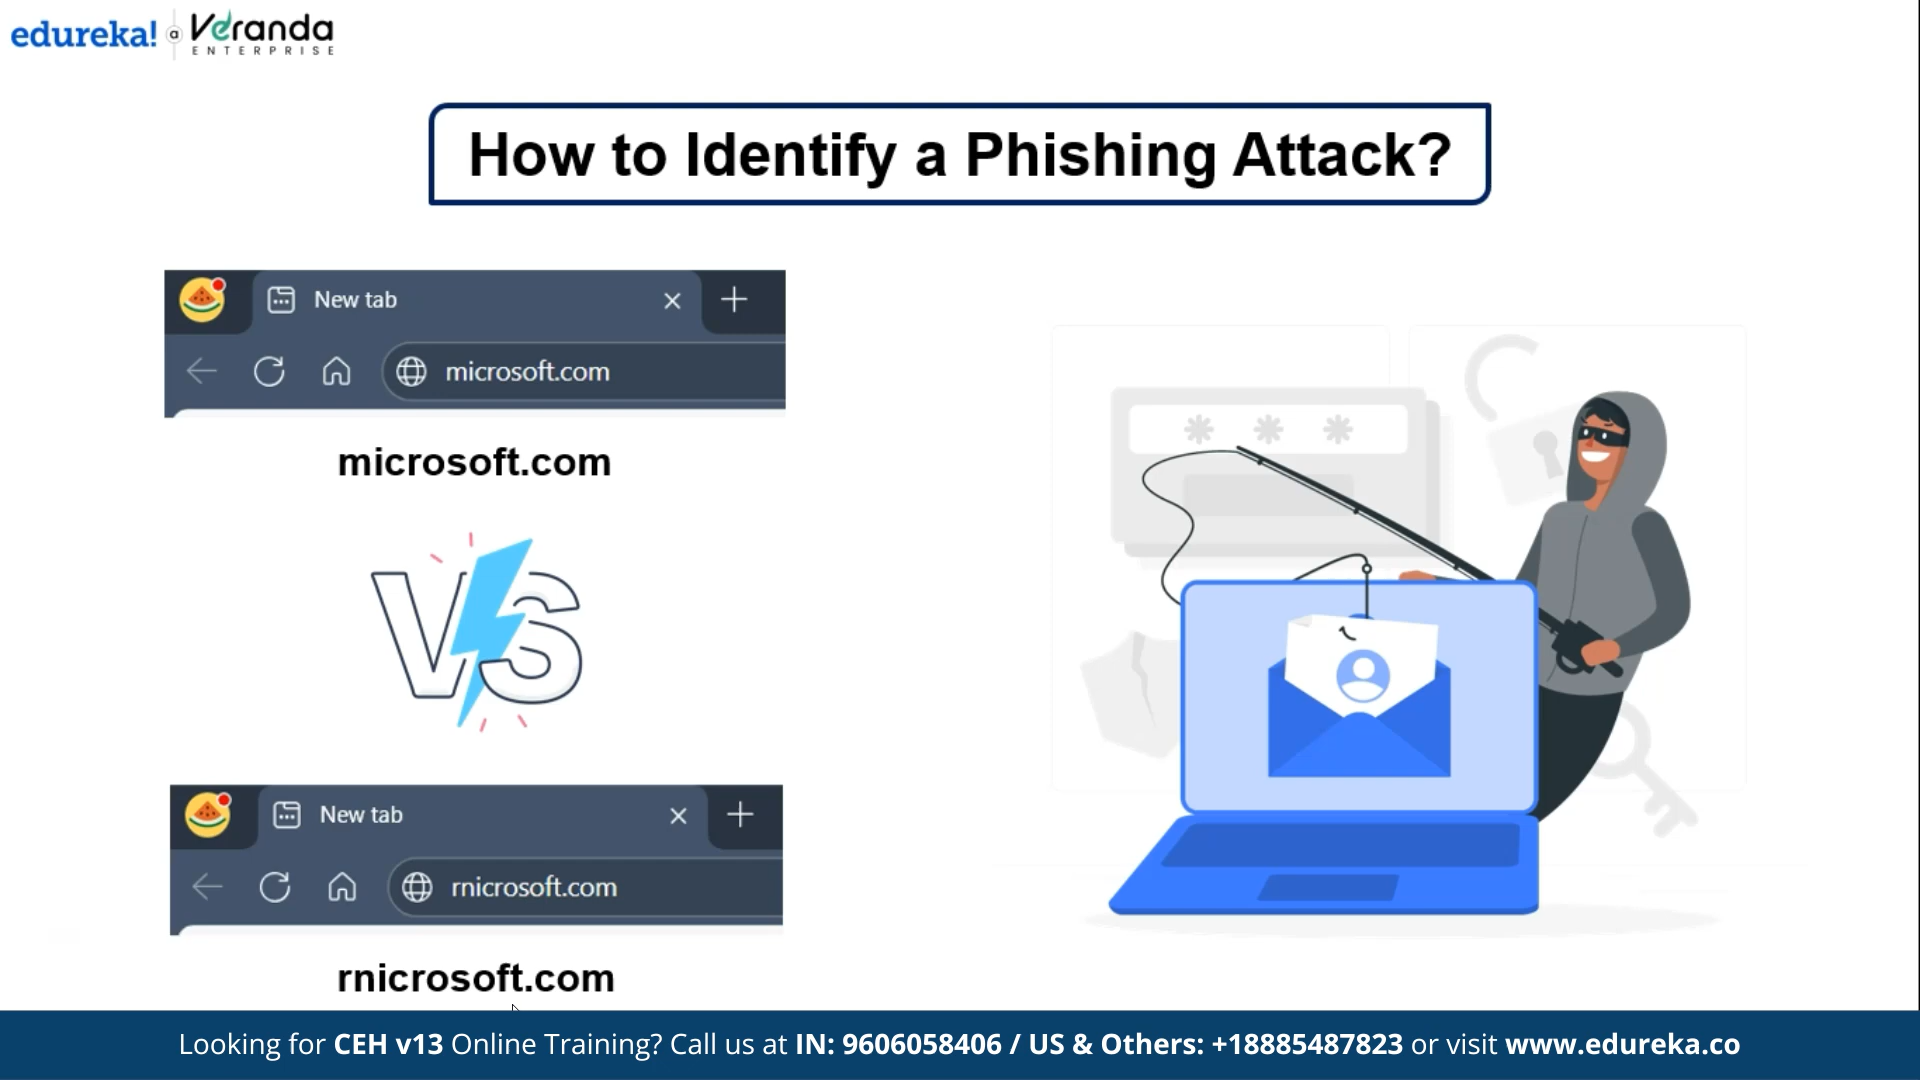 edureka! a Veranda
ENTERPRISE
How to Identify a Phishing Attack?
New tab
microsoft.com
microsoft.com
VS
New tab
rnicrosoft.com
rnicrosoft.com
* * *
Looking for CEH v13 Online Training? Call us at IN: 9606058406 / US & Others: +18885487823 or visit www.edureka.co